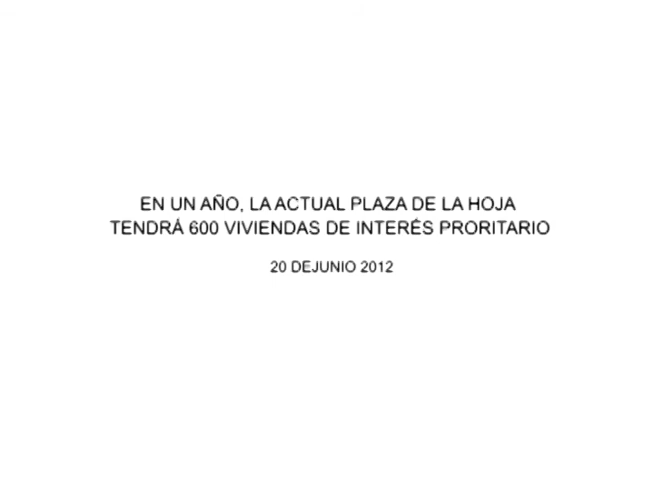 EN UN AÑO, LA ACTUAL PLAZA DE LA HOJA
TENDRÁ 600 VIVIENDAS DE INTERÉS PRORITARIO
20 DEJUNIO 2012